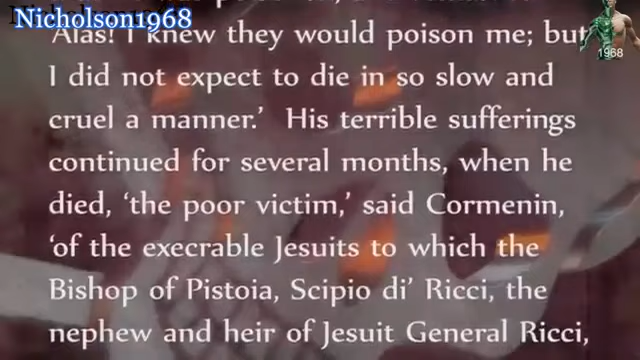 Nicholson1968
'Alas! I knew they would poison me; but
I did not expect to die in so slow and
cruel a manner.' His terrible sufferings
continued for several months, when he
died, 'the poor victim,' said Cormenin,
'of the execrable Jesuits to which the
Bishop of Pistoia, Scipio di' Ricci, the
nephew and heir of Jesuit General Ricci,
1968